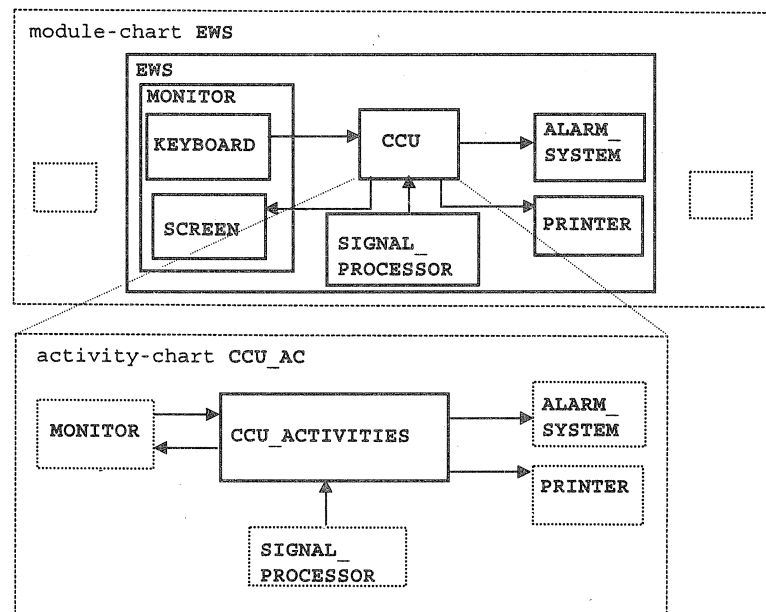 module-chart EWS
EWS
MONITOR
KEYBOARD
CCU
ALARM_
SYSTEM
SCREEN
SIGNAL_
PROCESSOR
PRINTER
activity-chart CCU_AC
MONITOR
CCU_ACTIVITIES
ALARM_
SYSTEM
PRINTER
SIGNAL_
PROCESSOR